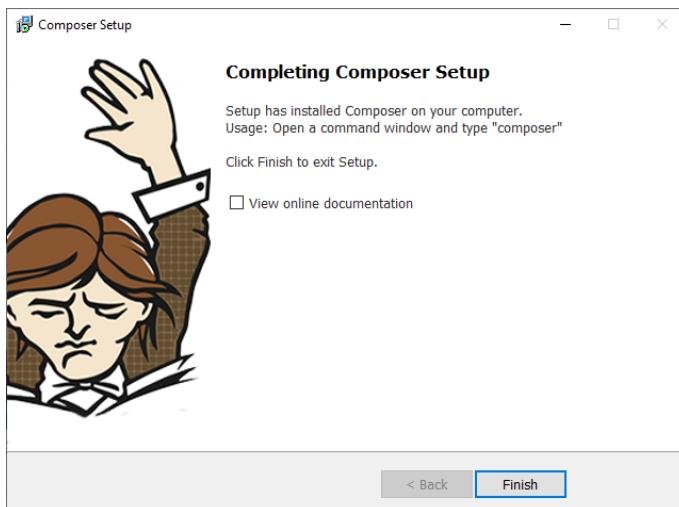 Composer Setup
Completing Composer Setup
Setup has installed Composer on your computer.
Usage: Open a command window and type "composer"
Click Finish to exit Setup.
View online documentation
< Back
Finish